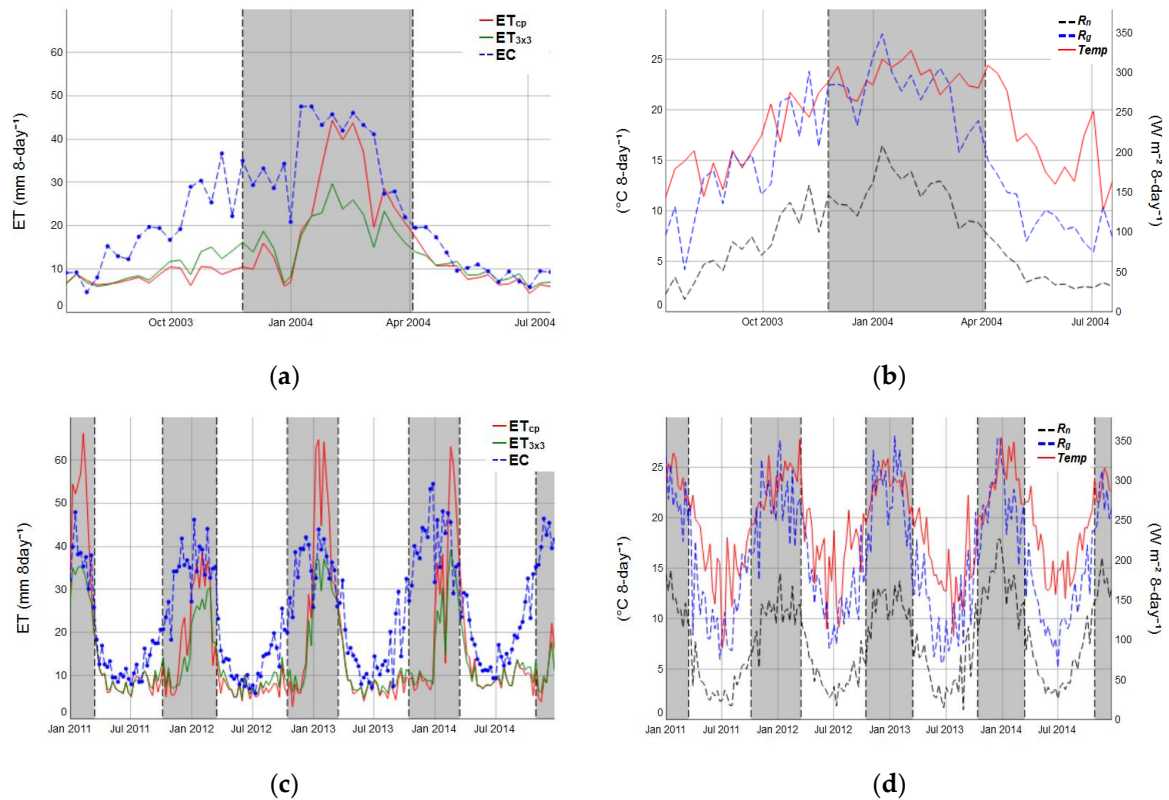 ETcp
ET3x3
EC
ET (mm 8-day⁻¹)
60
50
40
30
20
10
0
Oct 2003
Jan 2004
Apr 2004
Jul 2004
(a)
Rn
Rg
Temp
(°C 8-day⁻¹)
25
20
15
10
5
0
350
300
250
200
150
100
50
0
(W m⁻² 8-day⁻¹)
Oct 2003
Jan 2004
Apr 2004
Jul 2004
(b)
ETcp
ET3x3
EC
ET (mm 8day⁻¹)
60
50
40
30
20
10
0
Jan 2011
Jul 2011
Jan 2012
Jul 2012
Jan 2013
Jul 2013
Jan 2014
Jul 2014
(c)
Rn
Rg
Temp
(°C 8-day⁻¹)
25
20
15
10
5
0
350
300
250
200
150
100
50
0
(W m⁻² 8-day⁻¹)
Jan 2011
Jul 2011
Jan 2012
Jul 2012
Jan 2013
Jul 2013
Jan 2014
Jul 2014
(d)